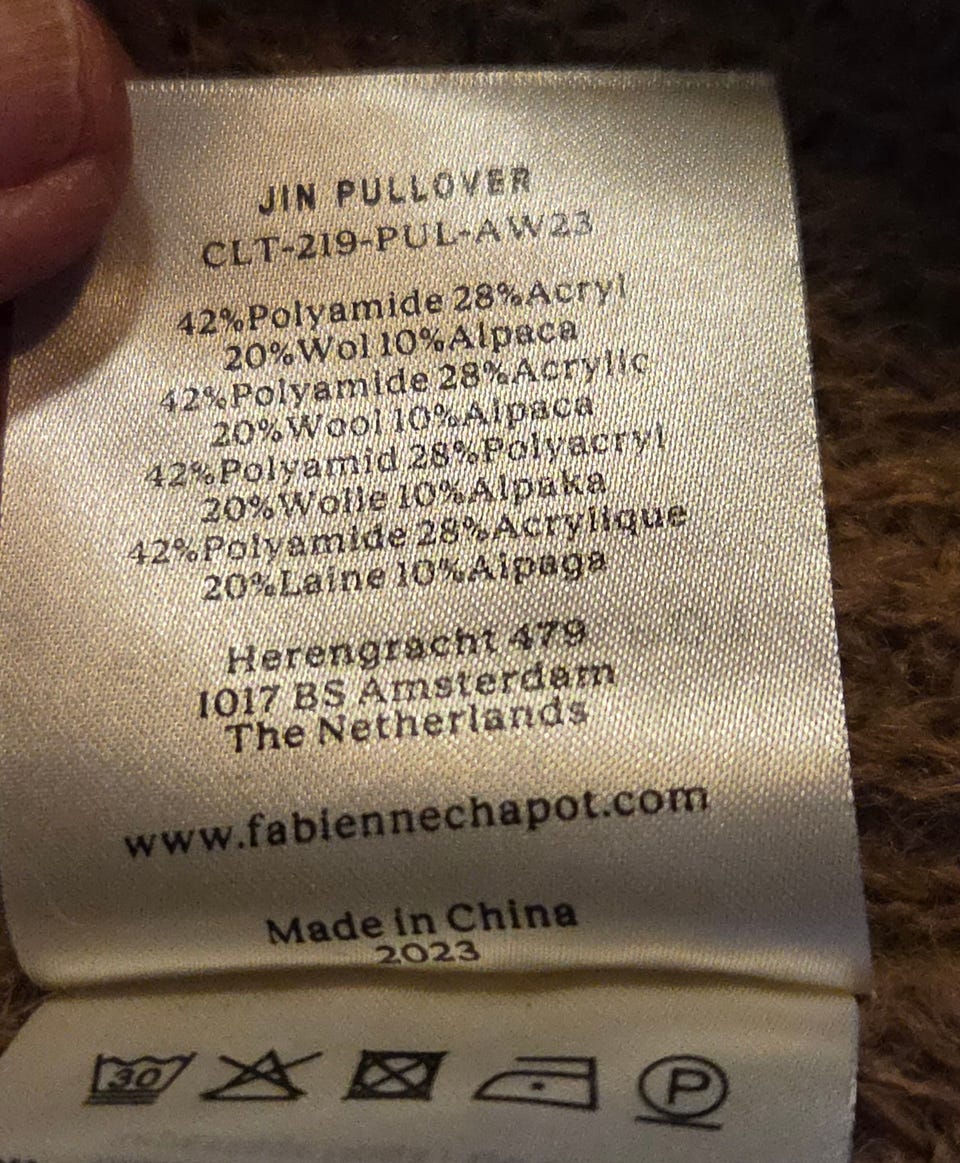 JIN PULLOVER
CLT-219-PUL-AW23
42%Polyamide 28%Acryl
20%Wol 10%Alpaca
42%Polyamide 28%Acrylic
20%Wool 10%Alpaca
42%Polyamid 28%Polyacryl
20%Wolle 10%Alpaka
42%Polyamide 28%Acrylique
20%Laine 10%Alpaga
Herengracht 479
1017 BS Amsterdam
The Netherlands
www.fabiennechapot.com
Made in China
2023
30 P